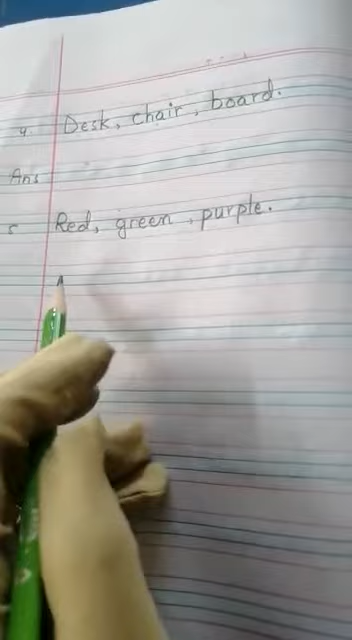 4. Desk, chair, board.
Ans
5 Red, green, purple.